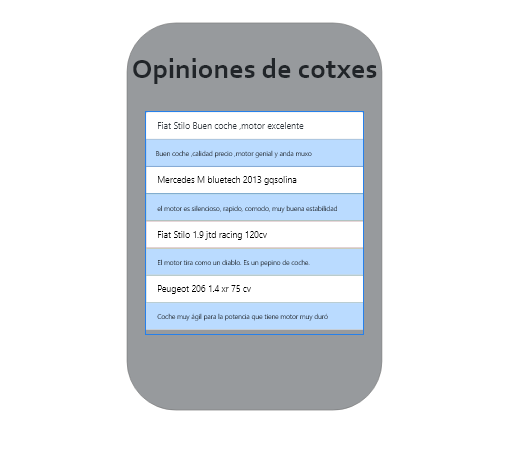 Opiniones de cotxes
Fiat Stilo Buen coche ,motor excelente
Buen coche ,calidad precio ,motor genial y anda muxo
Mercedes M bluetech 2013 gqsolina
el motor es silencioso, rapido, comodo, muy buena estabilidad
Fiat Stilo 1.9 jtd racing 120cv
El motor tira como un diablo. Es un pepino de coche.
Peugeot 206 1.4 xr 75 cv
Coche muy ágil para la potencia que tiene motor muy duró